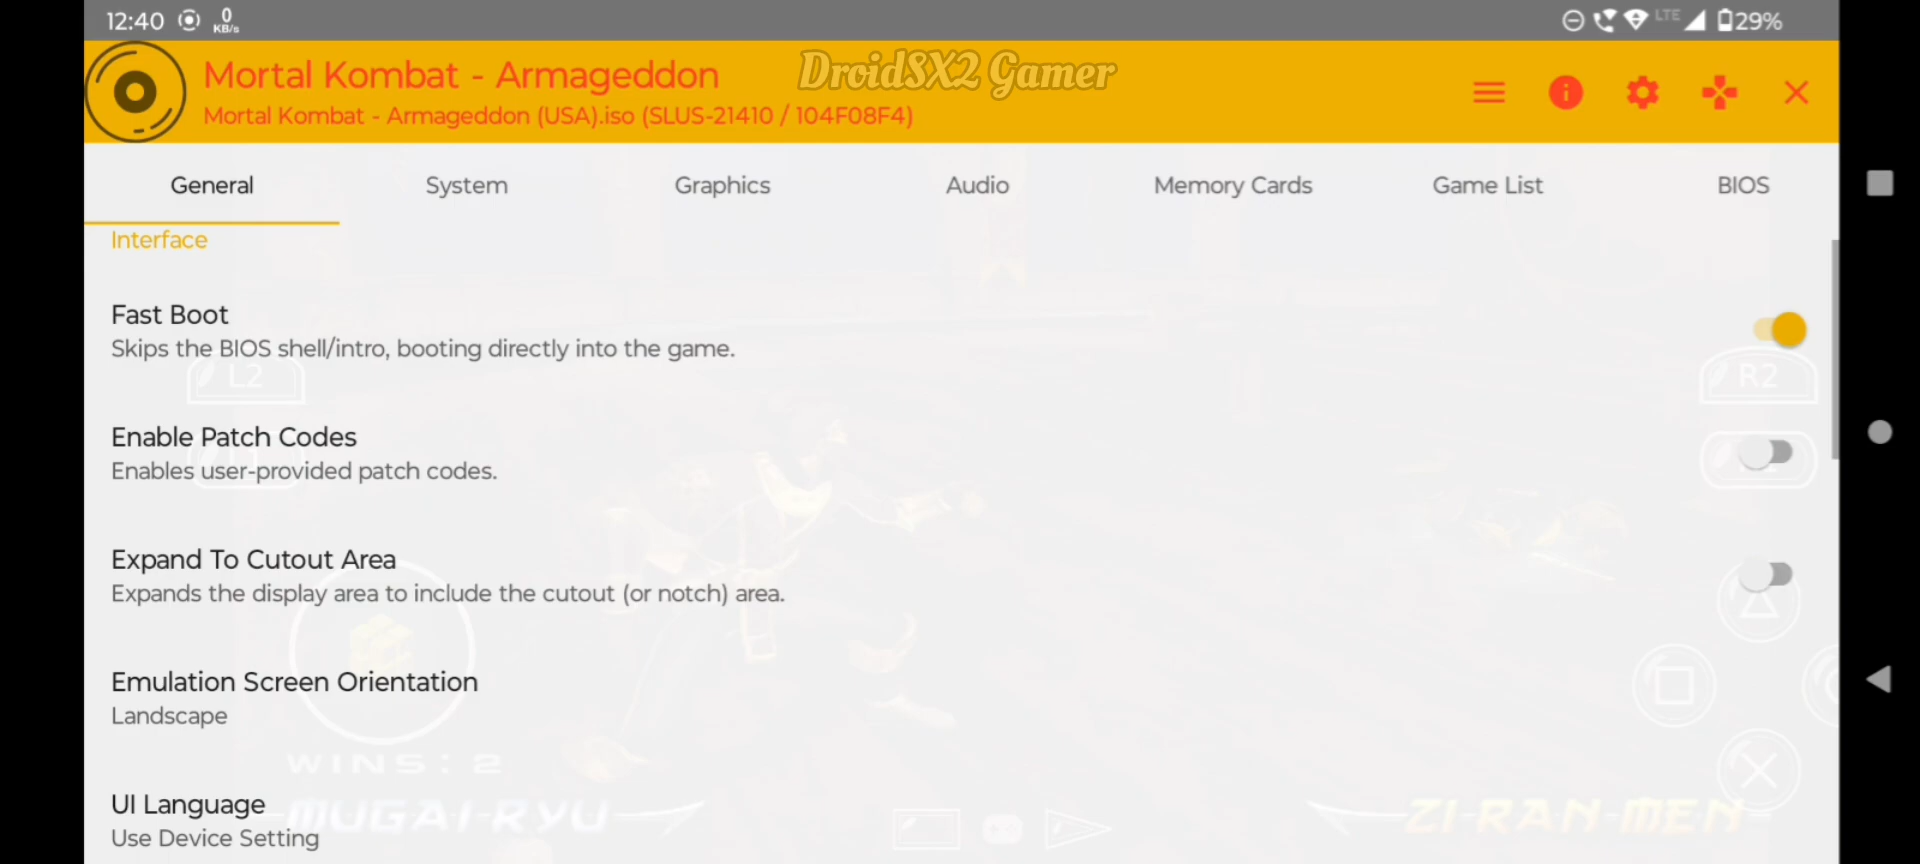 12:40 0 KB/s LTE 29%
DroidSX2 Gamer
Mortal Kombat - Armageddon
Mortal Kombat - Armageddon (USA).iso (SLUS-21410 / 104F08F4)
General System Graphics Audio Memory Cards Game List BIOS
Interface
Fast Boot
Skips the BIOS shell/intro, booting directly into the game.
L2 R2
Enable Patch Codes
Enables user-provided patch codes.
Expand To Cutout Area
Expands the display area to include the cutout (or notch) area.
Emulation Screen Orientation
Landscape
WINS: 2
UI Language
MUGAI-RYU ZI-RAN-MEN
Use Device Setting